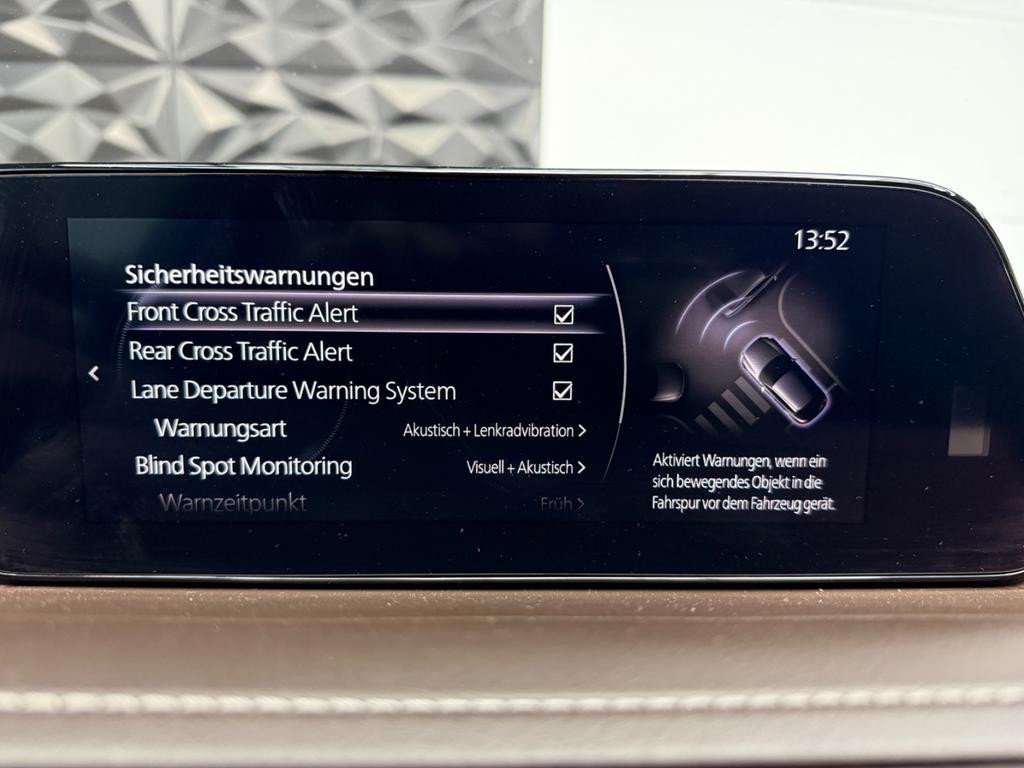 13:52
Sicherheitswarnungen
Front Cross Traffic Alert
Rear Cross Traffic Alert
Lane Departure Warning System
Warnungsart Akustisch + Lenkradvibration >
Blind Spot Monitoring Visuell + Akustisch >
Warnzeitpunkt Früh >
Aktiviert Warnungen, wenn ein
sich bewegendes Objekt in die
Fahrspur vor dem Fahrzeug gerät.